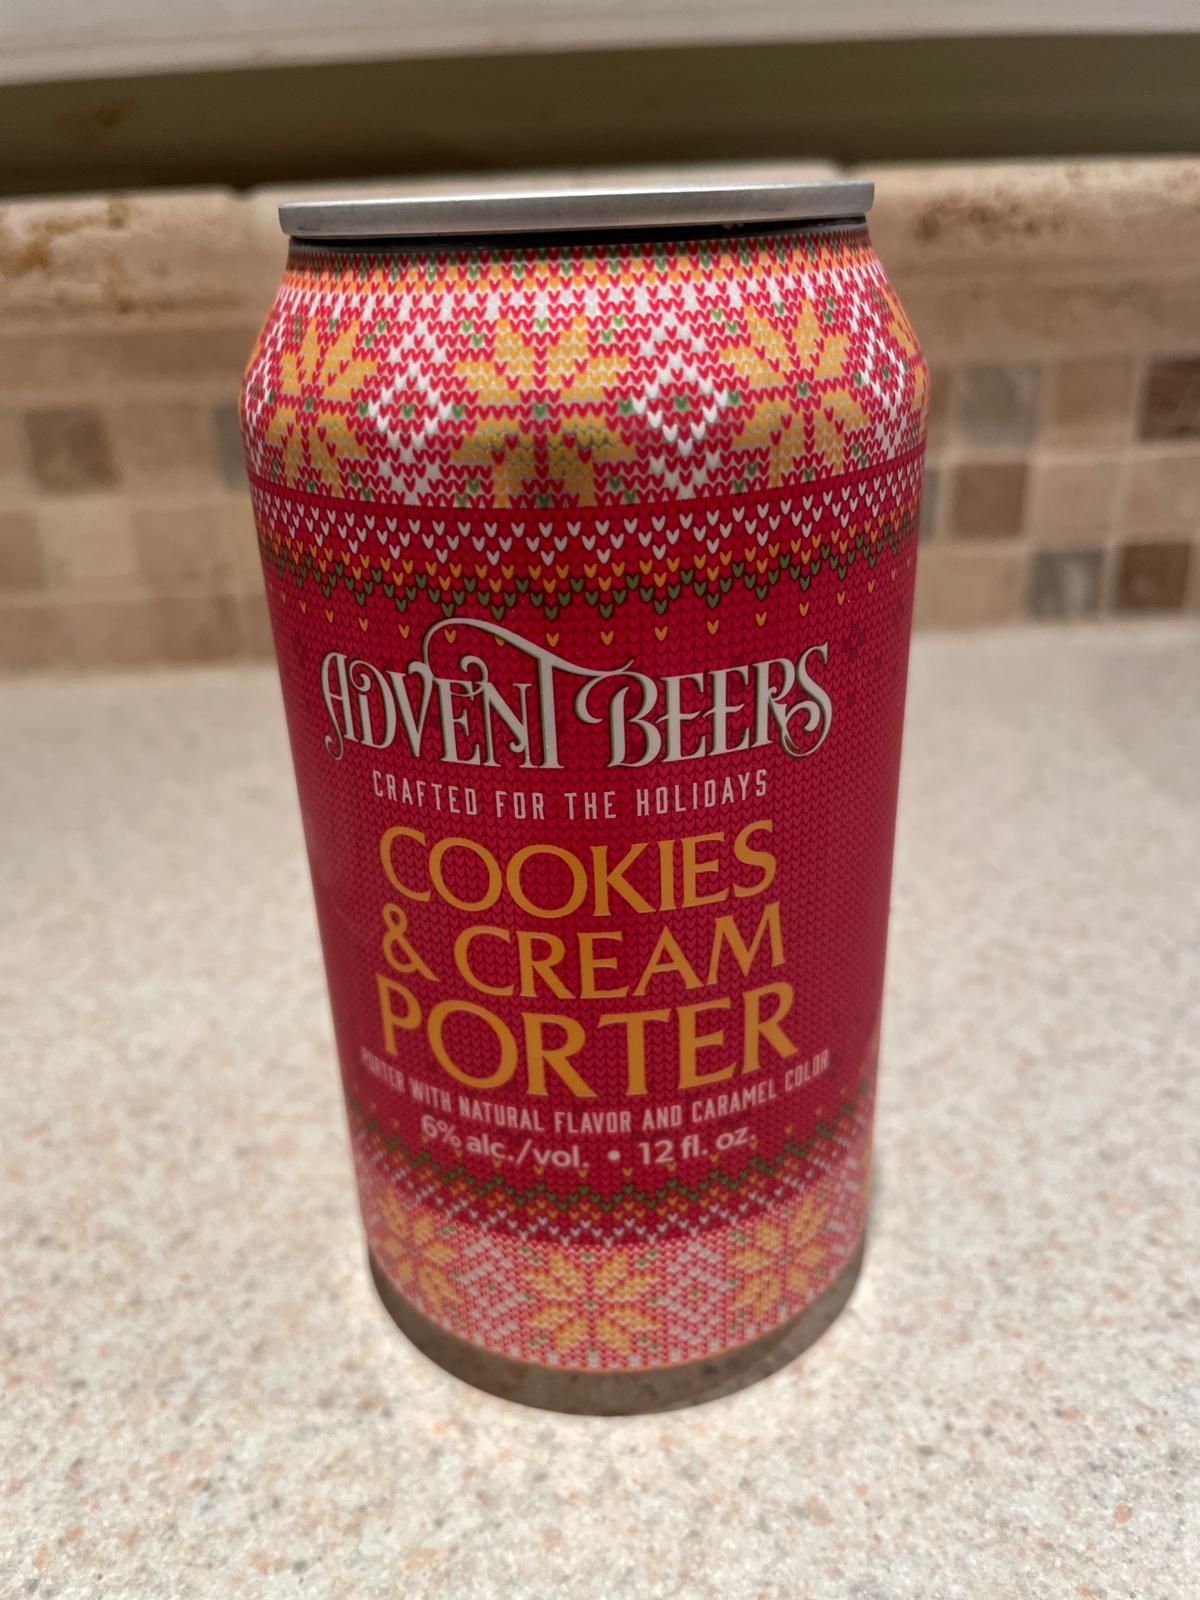 ADVENT BEERS
CRAFTED FOR THE HOLIDAYS
COOKIES
& CREAM
PORTER
PORTER WITH NATURAL FLAVOR AND CARAMEL COLOR
6% alc./vol. • 12 fl. oz.